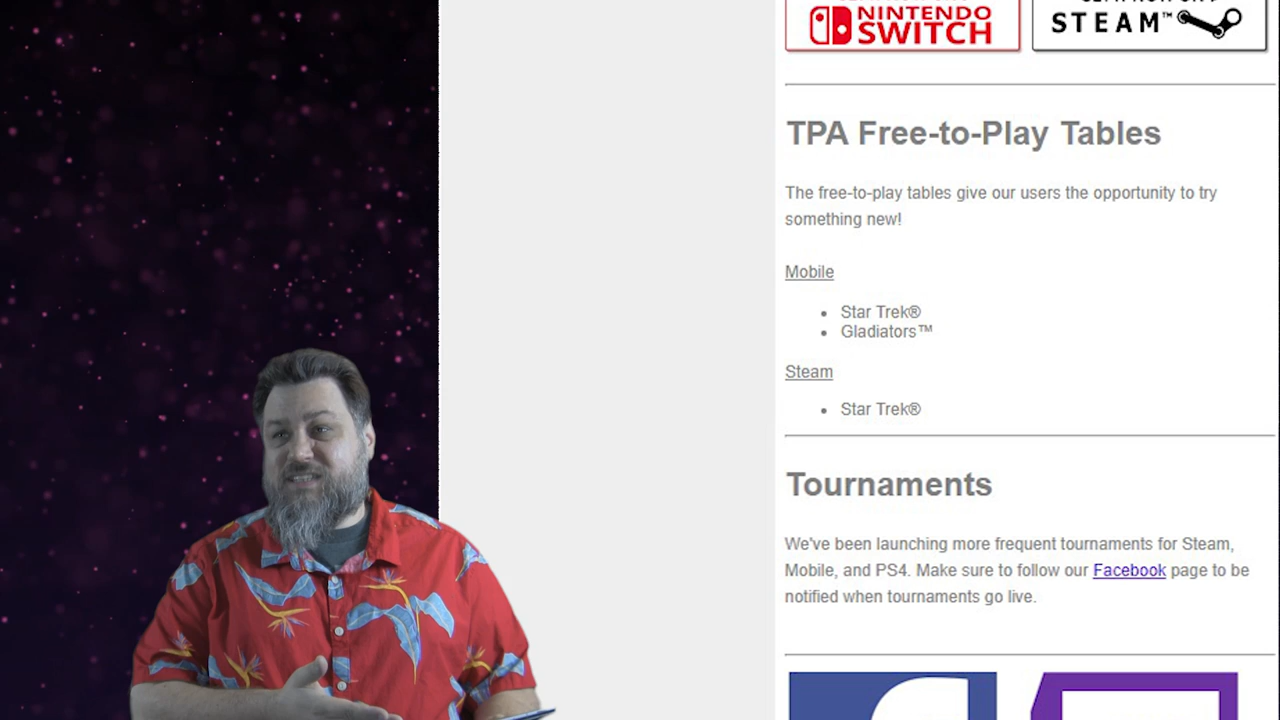 NINTENDO
SWITCH
STEAM™
TPA Free-to-Play Tables
The free-to-play tables give our users the opportunity to try
something new!
Mobile
• Star Trek®
• Gladiators™
Steam
• Star Trek®
Tournaments
We've been launching more frequent tournaments for Steam,
Mobile, and PS4. Make sure to follow our Facebook page to be
notified when tournaments go live.